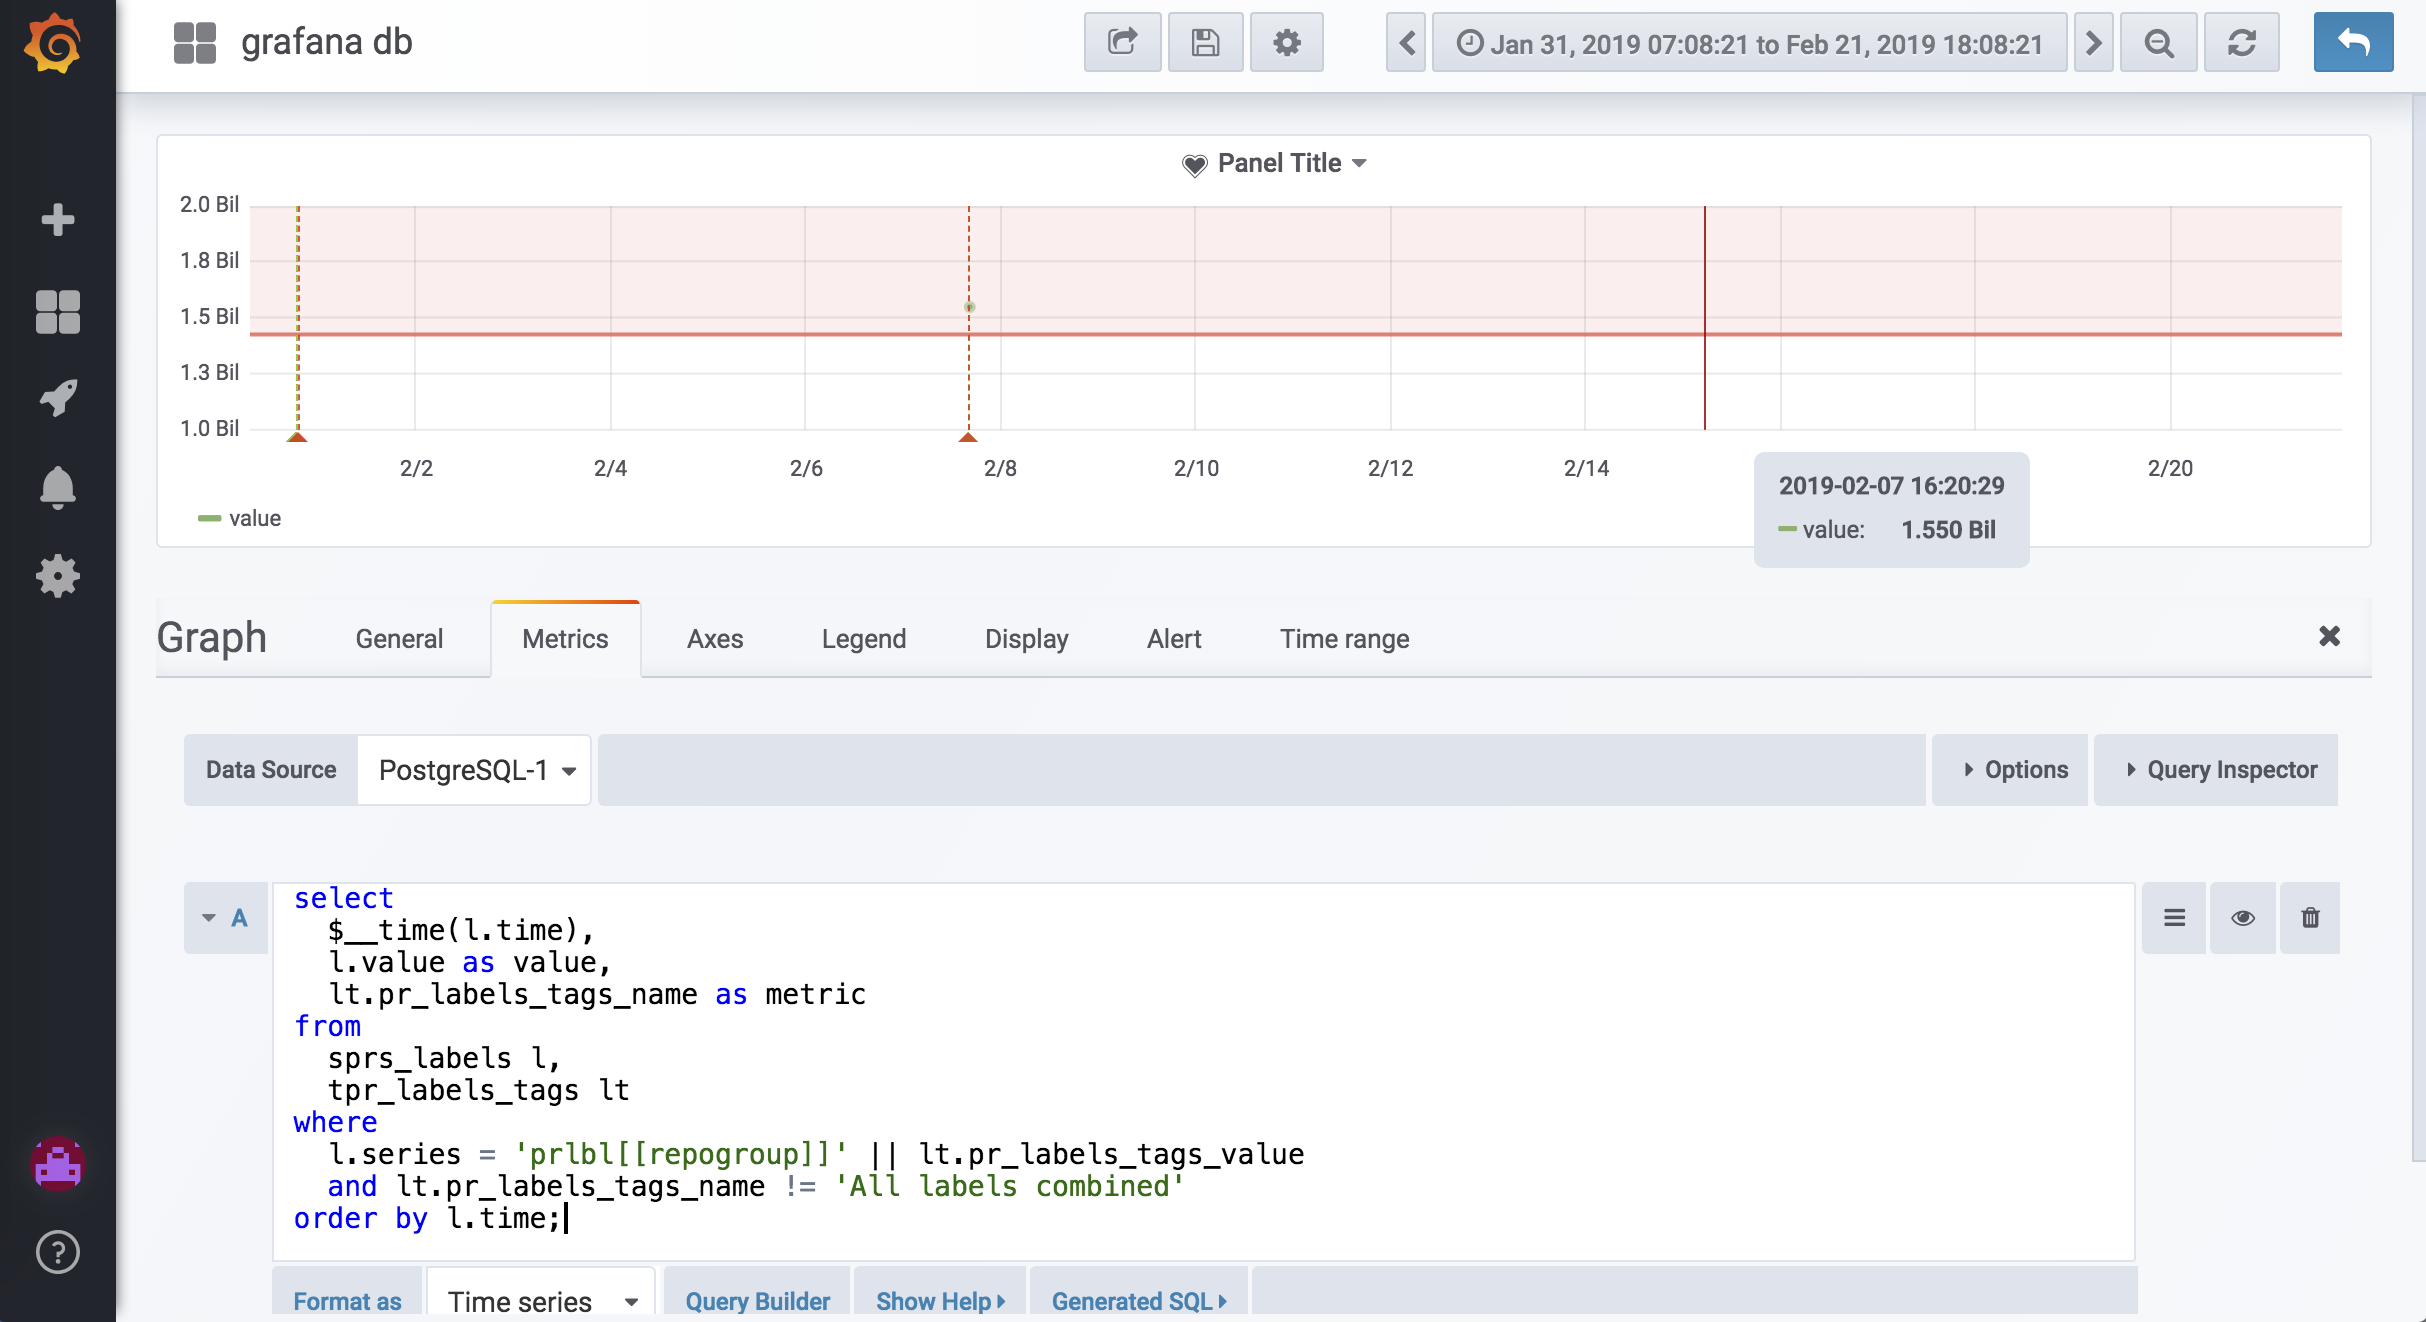 grafana db
Jan 31, 2019 07:08:21 to Feb 21, 2019 18:08:21
Panel Title
2.0 Bil
1.8 Bil
1.5 Bil
1.3 Bil
1.0 Bil
2/2 2/4 2/6 2/8 2/10 2/12 2/14 2/20
2019-02-07 16:20:29
value: 1.550 Bil
value
Graph General Metrics Axes Legend Display Alert Time range
Data Source PostgreSQL-1 Options Query Inspector
A
select
$__time(l.time),
l.value as value,
lt.pr_labels_tags_name as metric
from
sprs_labels l,
tpr_labels_tags lt
where
l.series = 'prlbl[[repogroup]]' || lt.pr_labels_tags_value
and lt.pr_labels_tags_name != 'All labels combined'
order by l.time;
Format as Time series Query Builder Show Help Generated SQL